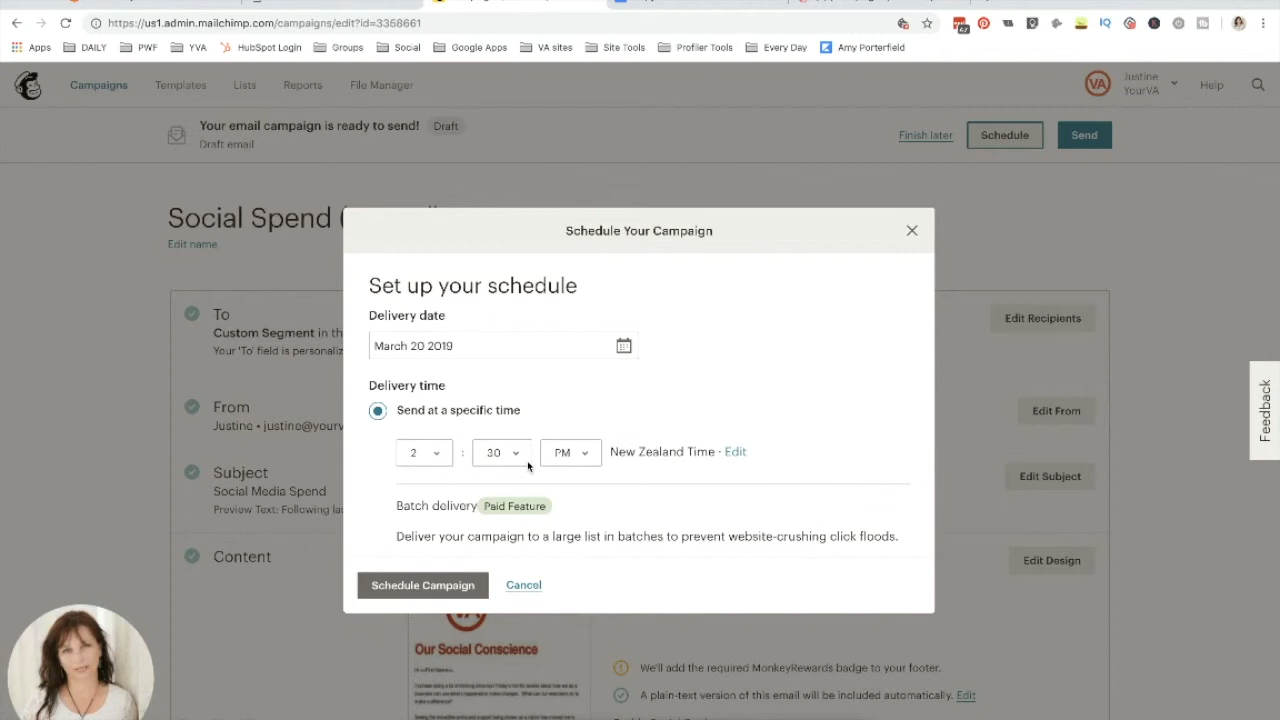 https://us1.admin.mailchimp.com/campaigns/edit?id=3358661
Apps DAILY PWF YVA HubSpot Login Groups Social Google Apps VA sites Site Tools Profiler Tools Every Day Amy Porterfield
Campaigns Templates Lists Reports File Manager VA Justine Help
YourVA
Your email campaign is ready to send! Draft
Draft email
Finish later Schedule Send
Social Spend
Edit name
Schedule Your Campaign
Set up your schedule
Delivery date
March 20 2019
Delivery time
Send at a specific time
2 : 30 PM New Zealand Time · Edit
Batch delivery Paid Feature
Deliver your campaign to a large list in batches to prevent website-crushing click floods.
Schedule Campaign Cancel
To
Custom Segment in the
Your 'To' field is personaliz
Edit Recipients
From
Justine • justine@yourv
Edit From
Subject
Social Media Spend
Preview Text: Following la
Edit Subject
Content
Edit Design
Our Social Conscience
We'll add the required MonkeyRewards badge to your footer.
A plain-text version of this email will be included automatically. Edit
Feedback